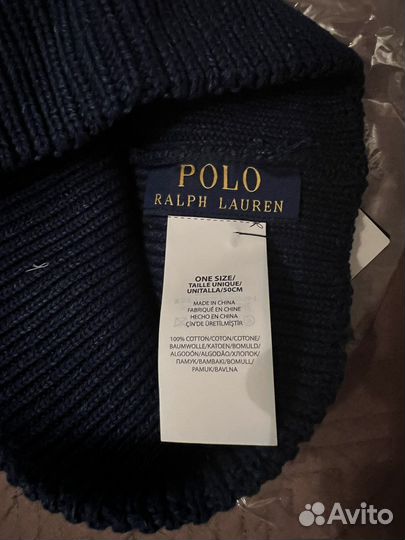 POLO
RALPH LAUREN
ONE SIZE/
TAILLE UNIQUE/
UNITALLA/50CM
MADE IN CHINA
FABRIQUÉ EN CHINE
HECHO EN CHINA
ÇİN'DE ÜRETİLMİŞTİR
100% COTTON/COTON/COTONE/
BAUMWOLLE/KATOEN/BOMULD/
ALGODÓN/ALGODÃO/ХЛОПОК/
ПАМУК/BAMBAKI/BOMULL/
PAMUK/BAVLNA
Avito